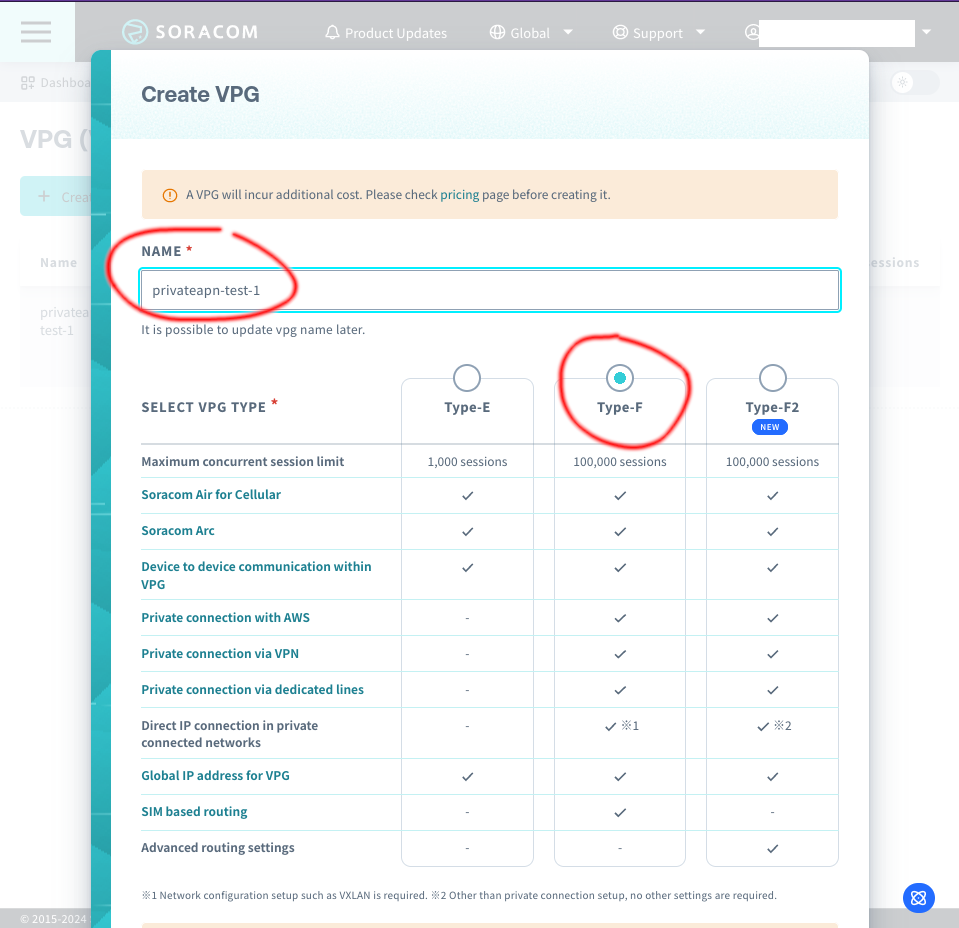 SORACOM
Product Updates
Global
Support
Dashboa
VPG (
Create VPG
A VPG will incur additional cost. Please check pricing page before creating it.
+ Crea
NAME *
Name
essions
privateapn-test-1
privatea
test-1
It is possible to update vpg name later.
SELECT VPG TYPE * Type-E Type-F Type-F2
NEW
Maximum concurrent session limit 1,000 sessions 100,000 sessions 100,000 sessions
Soracom Air for Cellular ✓ ✓ ✓
Soracom Arc ✓ ✓ ✓
Device to device communication within ✓ ✓ ✓
VPG
Private connection with AWS - ✓ ✓
Private connection via VPN - ✓ ✓
Private connection via dedicated lines - ✓ ✓
Direct IP connection in private - ✓ ※1 ✓ ※2
connected networks
Global IP address for VPG ✓ ✓ ✓
SIM based routing - ✓ -
Advanced routing settings - - ✓
※1 Network configuration setup such as VXLAN is required. ※2 Other than private connection setup, no other settings are required.
© 2015-2024